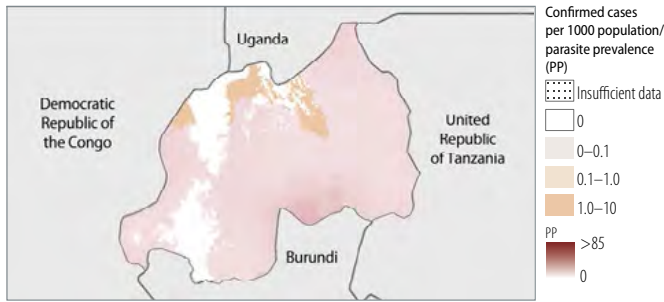 Uganda
Democratic
Republic of
the Congo
United
Republic
of Tanzania
Burundi
Confirmed cases
per 1000 population/
parasite prevalence
(PP)
Insufficient data
0
0–0.1
0.1–1.0
1.0–10
PP
>85
0